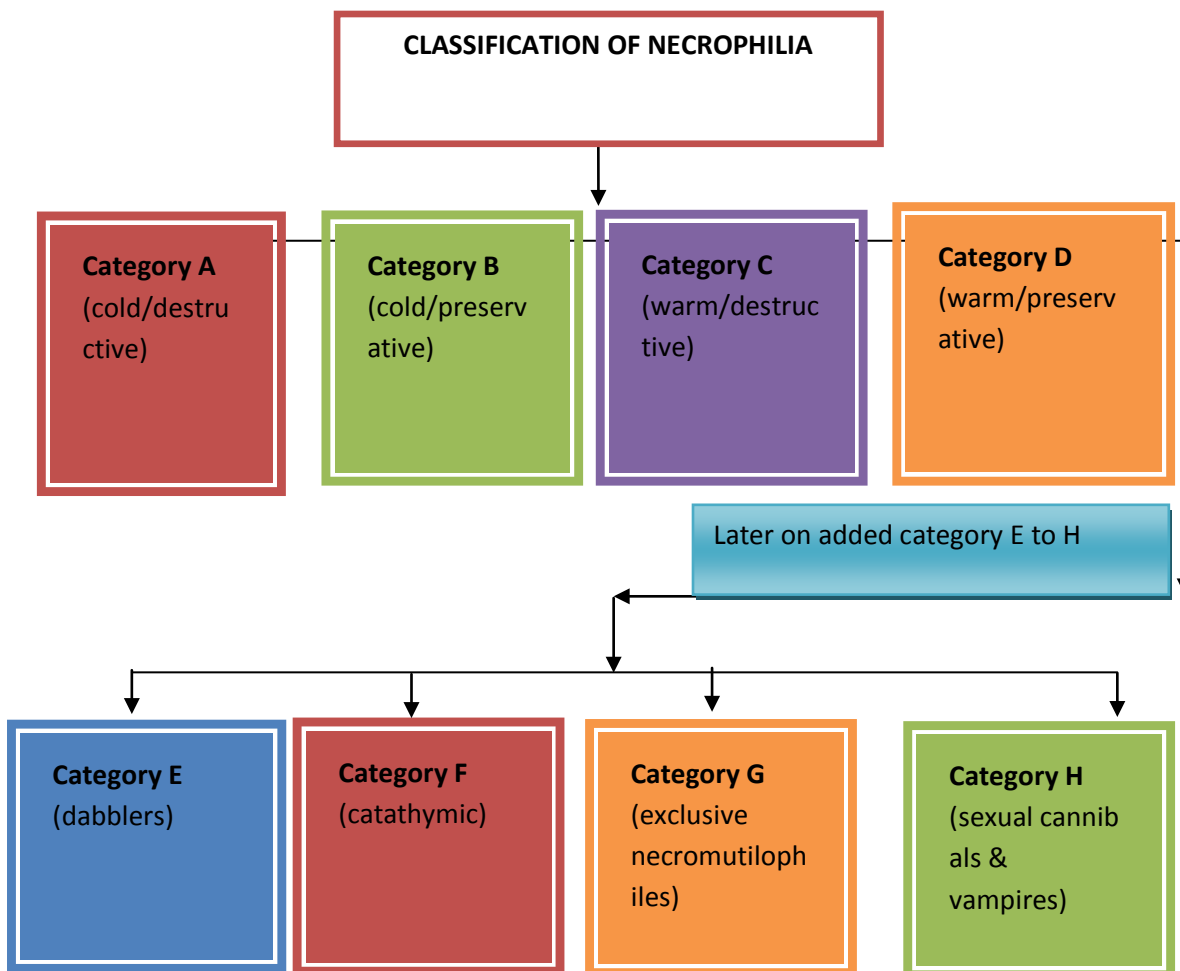 CLASSIFICATION OF NECROPHILIA
Category A
(cold/destru
ctive)
Category B
(cold/preserv
ative)
Category C
(warm/destruc
tive)
Category D
(warm/preserv
ative)
Later on added category E to H
Category E
(dabblers)
Category F
(catathymic)
Category G
(exclusive
necromutiloph
iles)
Category H
(sexual cannib
als &
vampires)